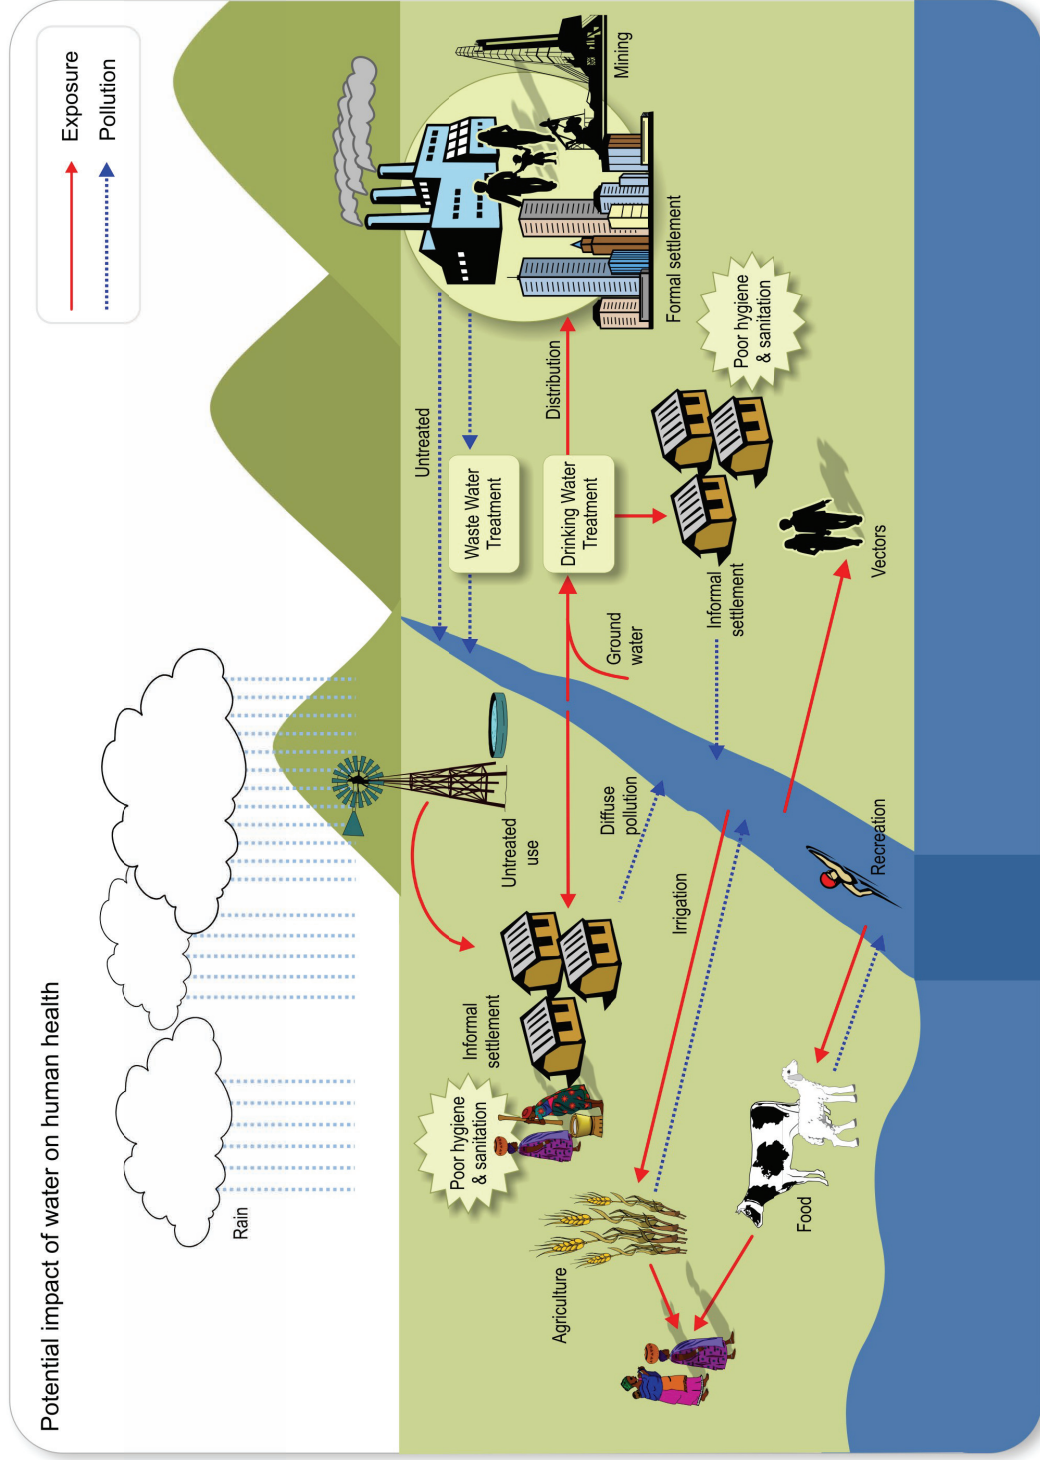 Potential impact of water on human health
Exposure
Pollution
Rain
Untreated
Waste Water
Treatment
Distribution
Drinking Water
Treatment
Ground
water
Mining
Formal settlement
Poor hygiene
& sanitation
Informal
settlement
Vectors
Untreated
use
Diffuse
pollution
Irrigation
Recreation
Informal
settlement
Poor hygiene
& sanitation
Agriculture
Food